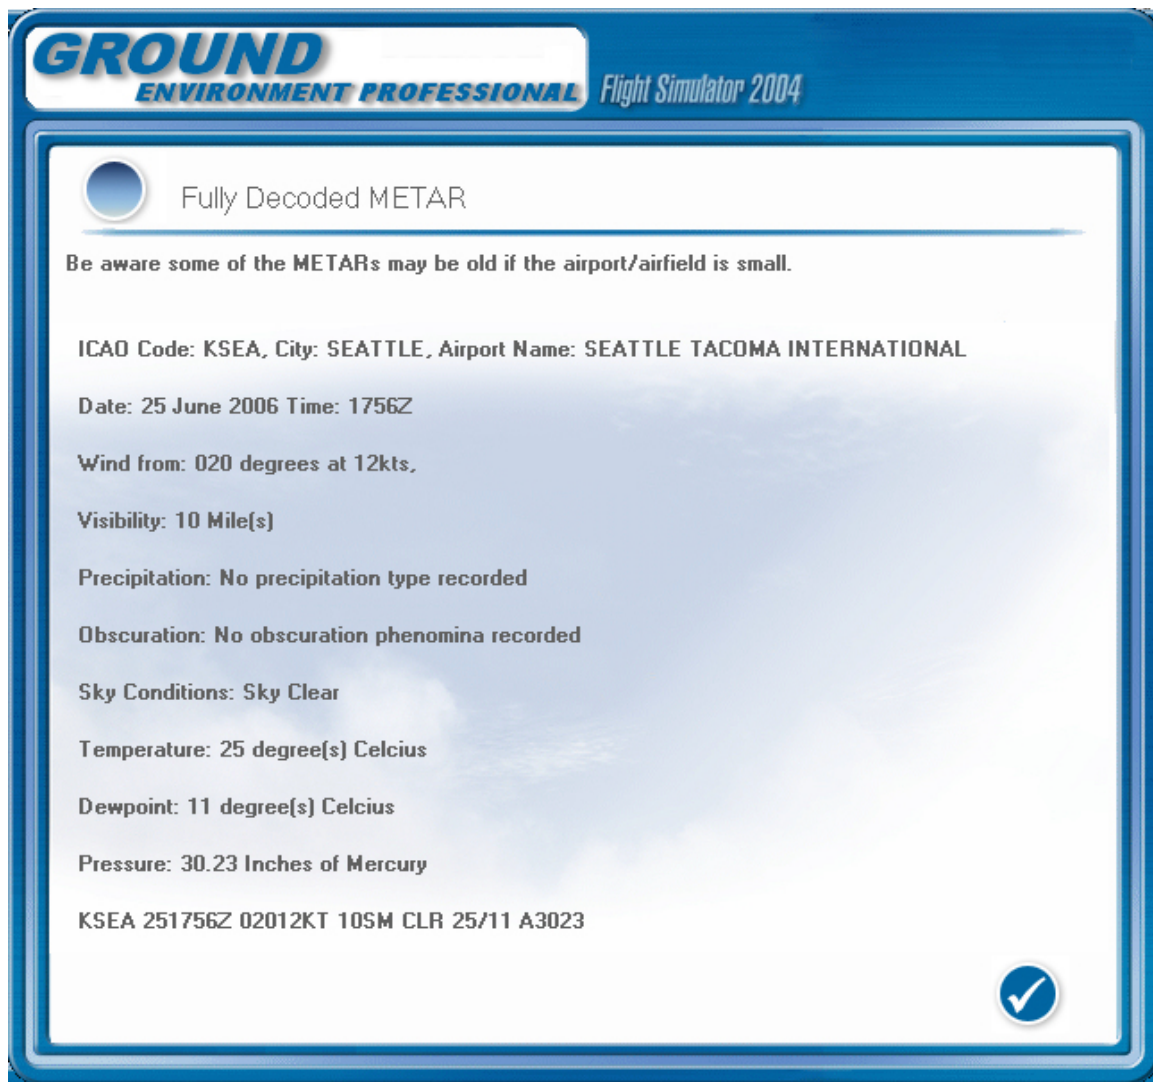 GROUND
ENVIRONMENT PROFESSIONAL
Flight Simulator 2004
Fully Decoded METAR
Be aware some of the METARs may be old if the airport/airfield is small.
ICAO Code: KSEA, City: SEATTLE, Airport Name: SEATTLE TACOMA INTERNATIONAL
Date: 25 June 2006 Time: 1756Z
Wind from: 020 degrees at 12kts,
Visibility: 10 Mile(s)
Precipitation: No precipitation type recorded
Obscuration: No obscuration phenomina recorded
Sky Conditions: Sky Clear
Temperature: 25 degree(s) Celcius
Dewpoint: 11 degree(s) Celcius
Pressure: 30.23 Inches of Mercury
KSEA 251756Z 02012KT 10SM CLR 25/11 A3023